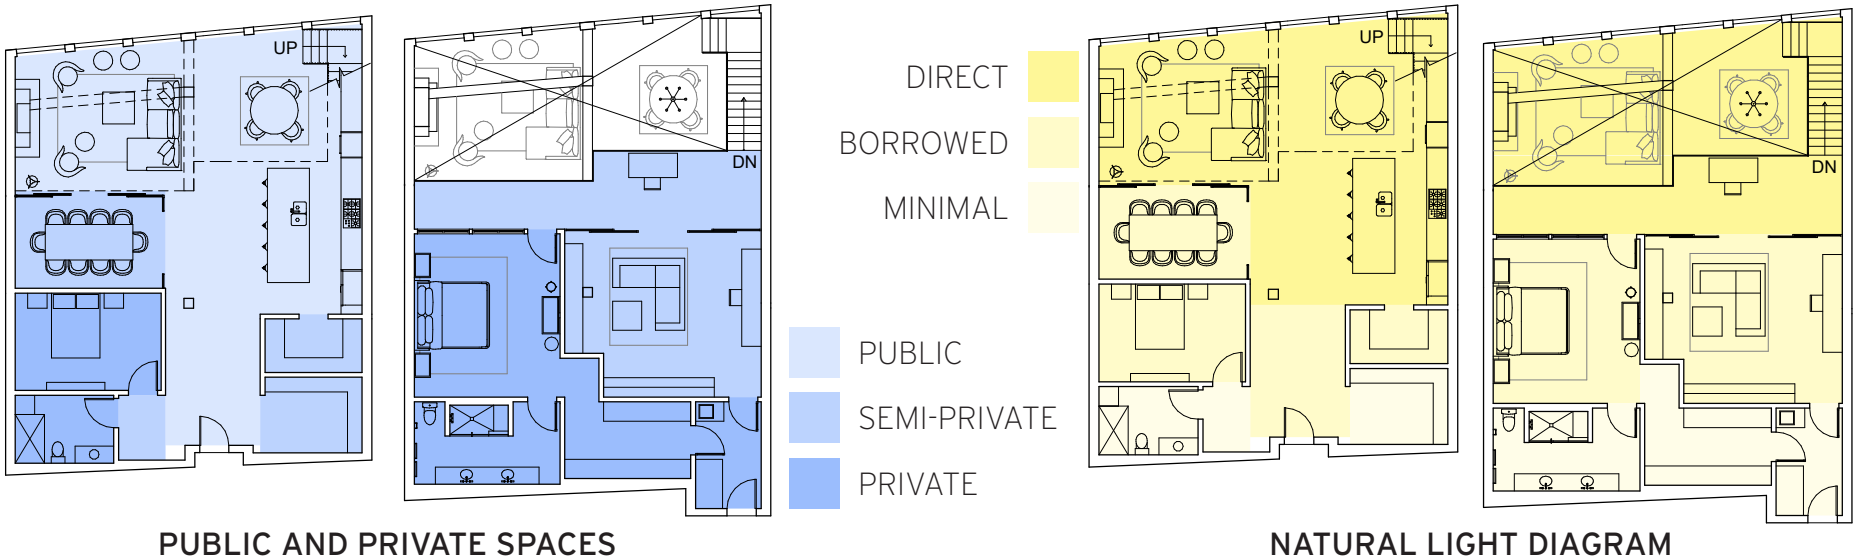 UP
DN
PUBLIC
SEMI-PRIVATE
PRIVATE
PUBLIC AND PRIVATE SPACES
DIRECT
BORROWED
MINIMAL
UP
DN
NATURAL LIGHT DIAGRAM